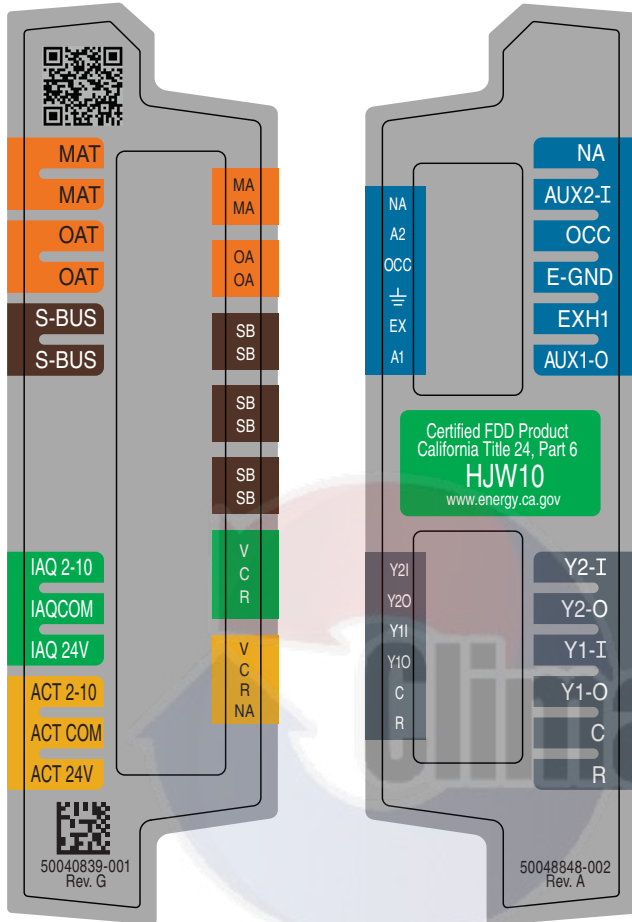 MAT
MAT
OAT
OAT
S-BUS
S-BUS
IAQ 2-10
IAQCOM
IAQ 24V
ACT 2-10
ACT COM
ACT 24V
50040839-001
Rev. G
MA
MA
OA
OA
SB
SB
SB
SB
SB
SB
V
C
R
V
C
R
NA
NA
A2
OCC
EX
A1
NA
AUX2-I
OCC
E-GND
EXH1
AUX1-O
Certified FDD Product
California Title 24, Part 6
HJW10
www.energy.ca.gov
Y2I
Y2O
Y1I
Y1O
C
R
Y2-I
Y2-O
Y1-I
Y1-O
C
R
50048848-002
Rev. A
Clima